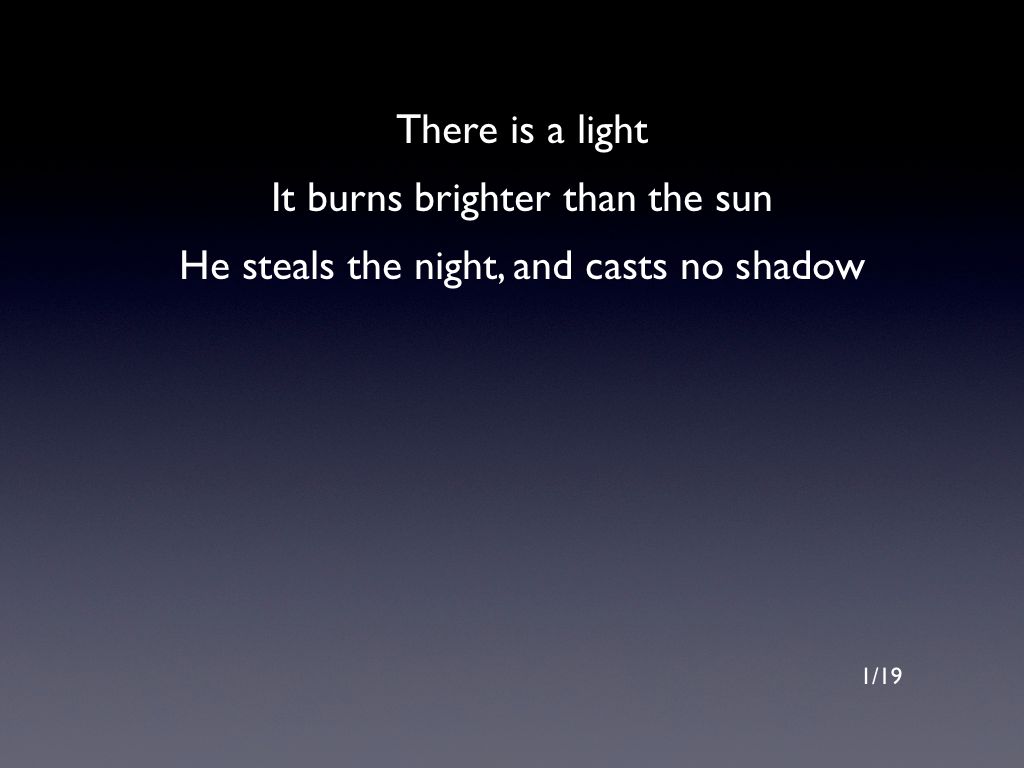 There is a light
It burns brighter than the sun
He steals the night, and casts no shadow
1/19